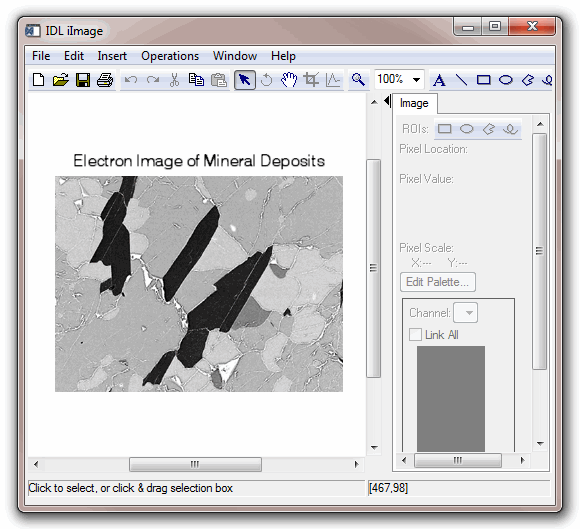 IDL iImage
File Edit Insert Operations Window Help
100% A
Image
ROIs:
Pixel Location:
Pixel Value:
Electron Image of Mineral Deposits
Pixel Scale:
X:--- Y:---
Edit Palette...
Channel:
Link All
Click to select, or click & drag selection box [467,98]